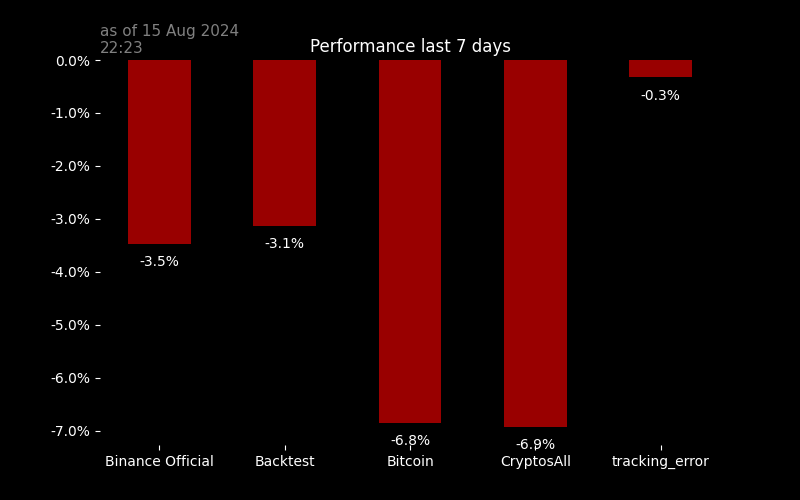 as of 15 Aug 2024
22:23
Performance last 7 days
0.0%
-1.0%
-2.0%
-3.0%
-4.0%
-5.0%
-6.0%
-7.0%
-3.5%
-3.1%
-6.8%
-6.9%
-0.3%
Binance Official
Backtest
Bitcoin
CryptosAll
tracking_error